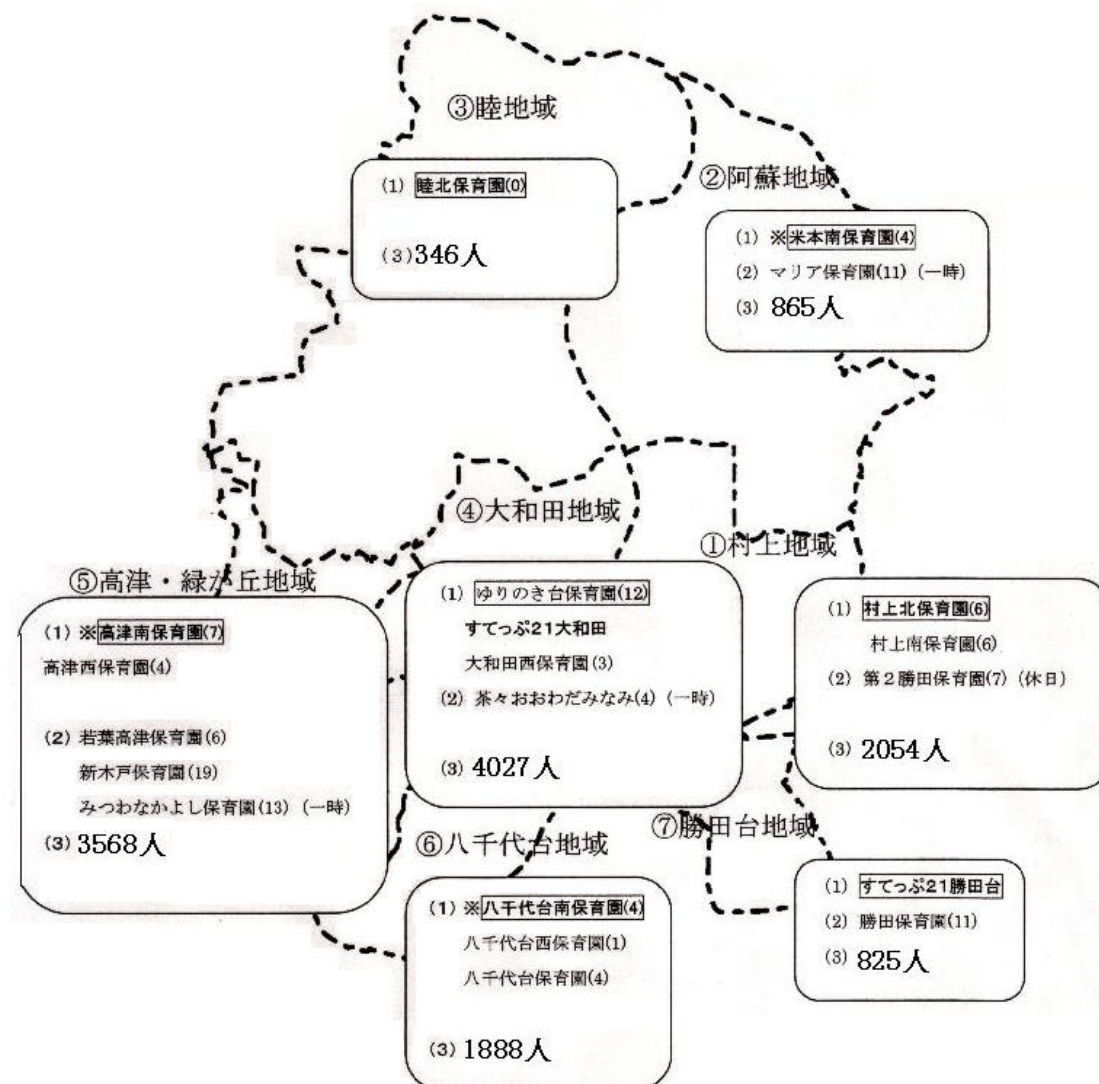 ③睦地域
(1) 睦北保育園(0)
(3) 346人
②阿蘇地域
(1) ※米本南保育園(4)
(2) マリア保育園(11) (一時)
(3) 865人
④大和田地域
(1) ゆりのき台保育園(12)
すてっぷ21大和田
大和田西保育園(3)
(2) 茶々おおわだみなみ(4) (一時)
(3) 4027人
①村上地域
(1) 村上北保育園(6)
村上南保育園(6)
(2) 第2勝田保育園(7) (休日)
(3) 2054人
⑤高津・緑が丘地域
(1) ※高津南保育園(7)
高津西保育園(4)
(2) 若葉高津保育園(6)
新木戸保育園(19)
みつわなかよし保育園(13) (一時)
(3) 3568人
⑥八千代台地域
(1) ※八千代台南保育園(4)
八千代台西保育園(1)
八千代台保育園(4)
(3) 1888人
⑦勝田台地域
(1) すてっぷ21勝田台
(2) 勝田保育園(11)
(3) 825人